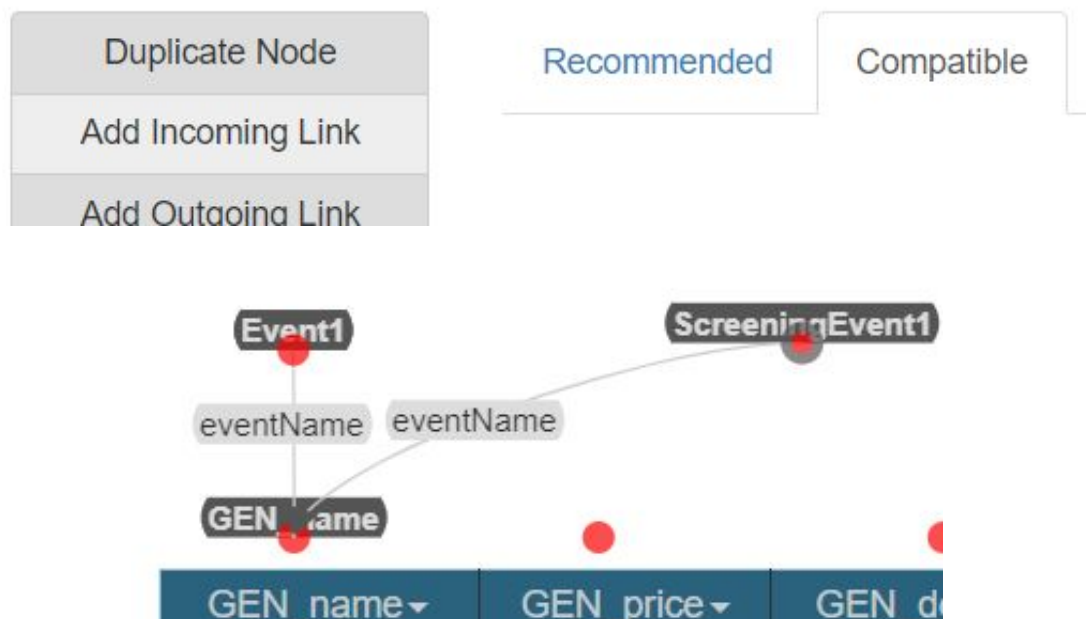 Duplicate Node
Recommended
Compatible
Add Incoming Link
Add Outgoing Link
Event1
ScreeningEvent1
eventName
eventName
GEN_name
GEN_name
GEN_price